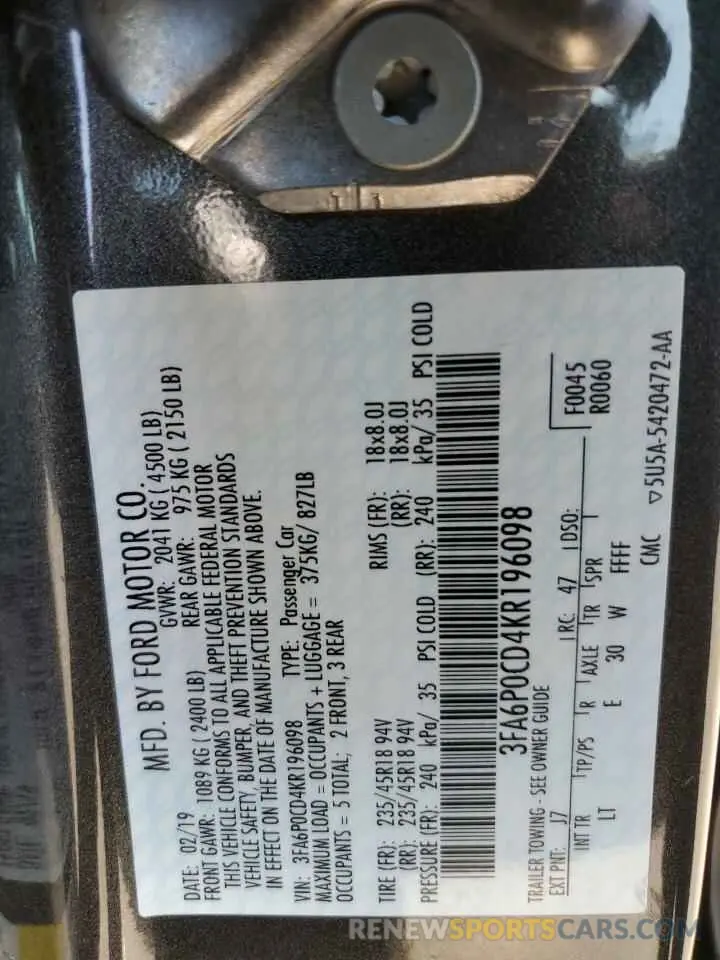 MFD. BY FORD MOTOR CO.
DATE: 02/19 GVWR: 2041 KG ( 4500 LB)
FRONT GAWR: 1089 KG ( 2400 LB) REAR GAWR: 975 KG ( 2150 LB)
THIS VEHICLE CONFORMS TO ALL APPLICABLE FEDERAL MOTOR
VEHICLE SAFETY, BUMPER, AND THEFT PREVENTION STANDARDS
IN EFFECT ON THE DATE OF MANUFACTURE SHOWN ABOVE.
VIN: 3FA6P0CD4KR196098 TYPE: Passenger Car
MAXIMUM LOAD = OCCUPANTS + LUGGAGE = 375KG/ 827LB
OCCUPANTS = 5 TOTAL; 2 FRONT, 3 REAR
TIRE (FR): 235/45R18 94V RIMS (FR): 18x8.0J
(RR): 235/45R18 94V (RR): 18x8.0J
PRESSURE (FR): 240 kPa/ 35 PSI COLD (RR): 240 kPa/ 35 PSI COLD
3FA6P0CD4KR196098
TRAILER TOWING - SEE OWNER GUIDE
EXT PNT: J7 RC: 47 DSO: F0045
R0060
INT TR TP/PS R AXLE TR SPR
LT E 30 W FFFF
CMC ▽5U5A-5420472-AA
RENEWSPORTSCARS.COM